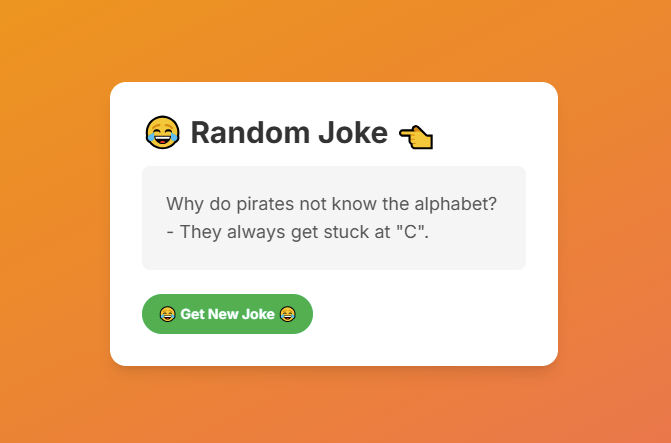 😂 Random Joke 👈
Why do pirates not know the alphabet?
- They always get stuck at "C".
😂 Get New Joke 😂